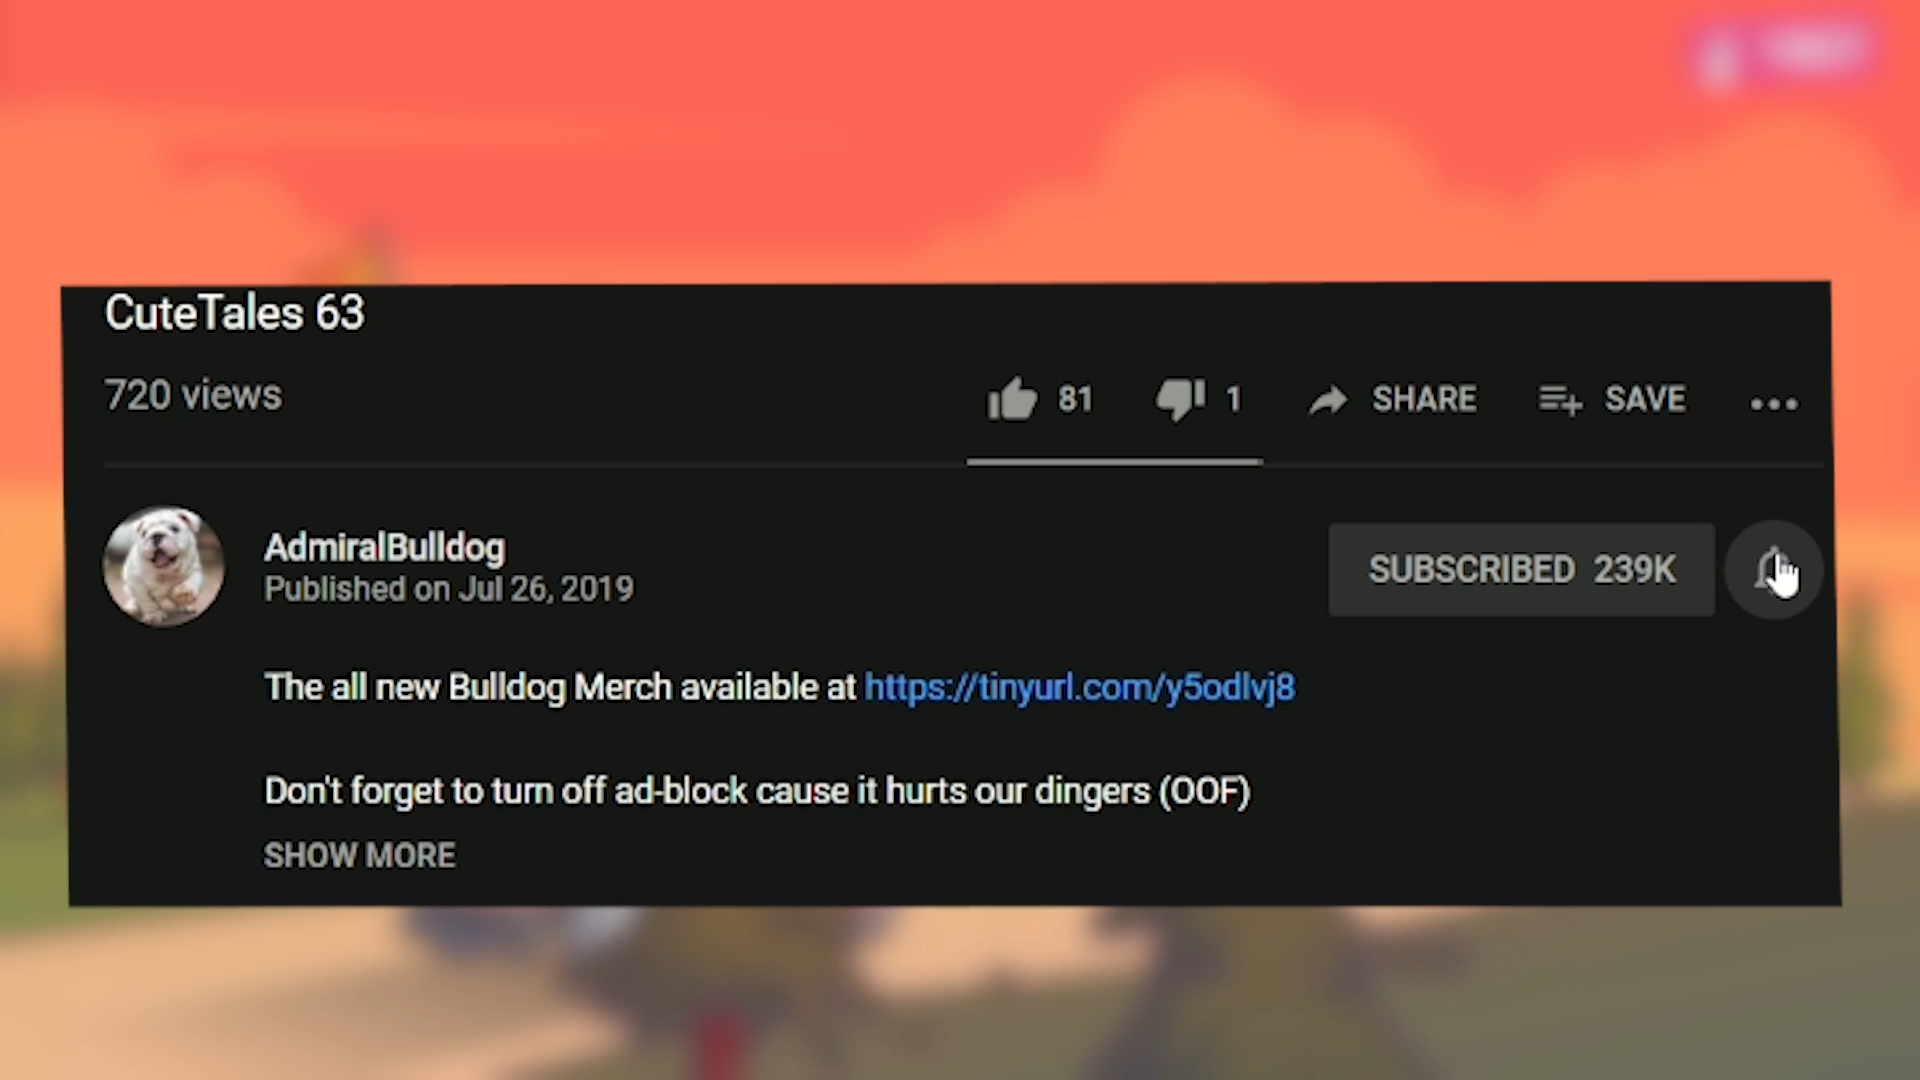 CuteTales 63
720 views
81
1
SHARE
SAVE
AdmiralBulldog
Published on Jul 26, 2019
SUBSCRIBED 239K
The all new Bulldog Merch available at https://tinyurl.com/y5odlvj8
Don't forget to turn off ad-block cause it hurts our dingers (OOF)
SHOW MORE